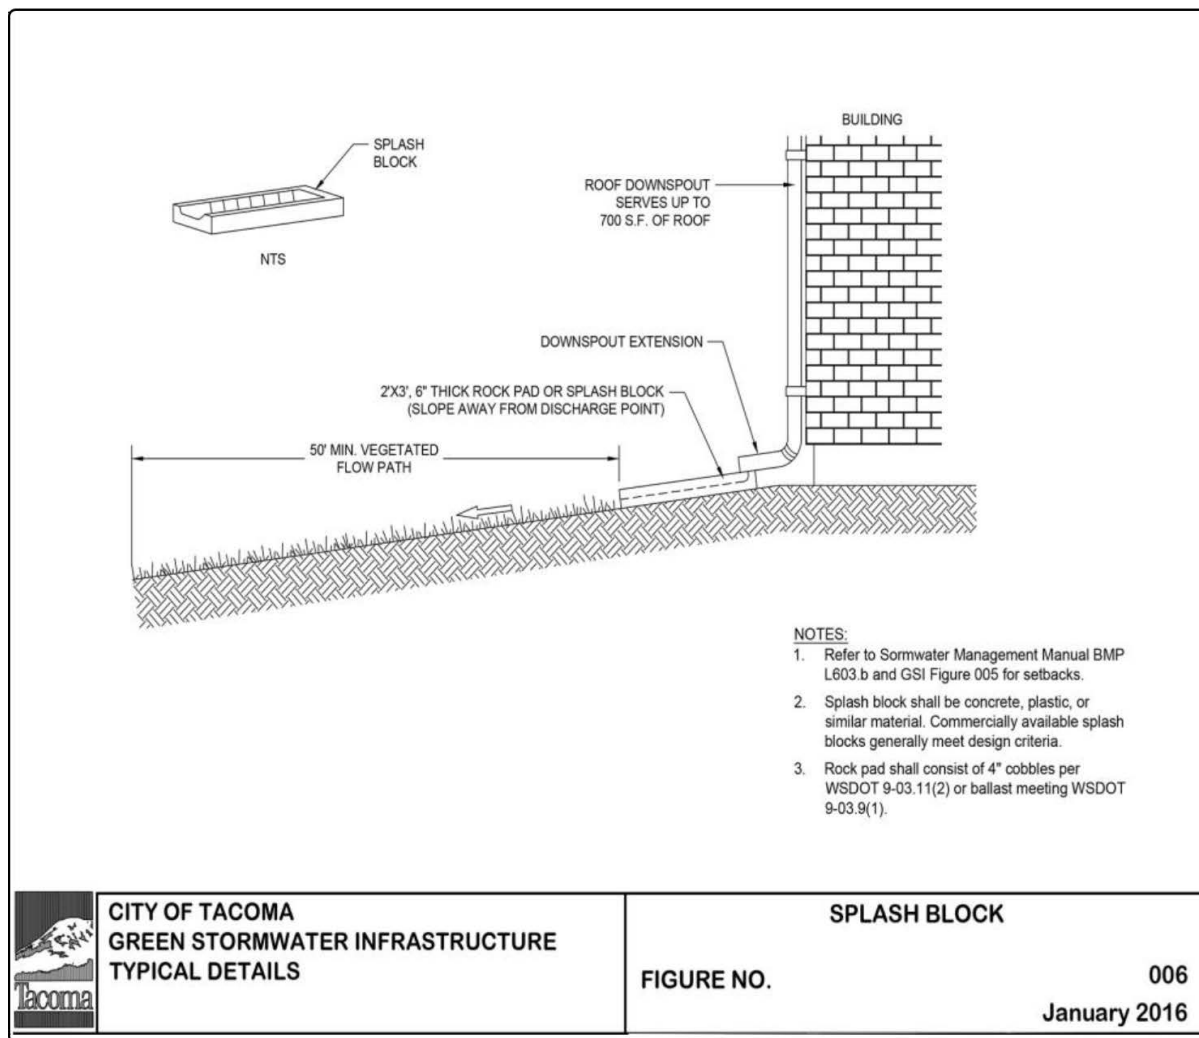 SPLASH
BLOCK
NTS
BUILDING
ROOF DOWNSPOUT
SERVES UP TO
700 S.F. OF ROOF
DOWNSPOUT EXTENSION
2'X3', 6" THICK ROCK PAD OR SPLASH BLOCK
(SLOPE AWAY FROM DISCHARGE POINT)
50' MIN. VEGETATED
FLOW PATH
NOTES:
1. Refer to Sormwater Management Manual BMP
L603.b and GSI Figure 005 for setbacks.
2. Splash block shall be concrete, plastic, or
similar material. Commercially available splash
blocks generally meet design criteria.
3. Rock pad shall consist of 4" cobbles per
WSDOT 9-03.11(2) or ballast meeting WSDOT
9-03.9(1).
Tacoma
CITY OF TACOMA
GREEN STORMWATER INFRASTRUCTURE
TYPICAL DETAILS
SPLASH BLOCK
FIGURE NO. 006
January 2016